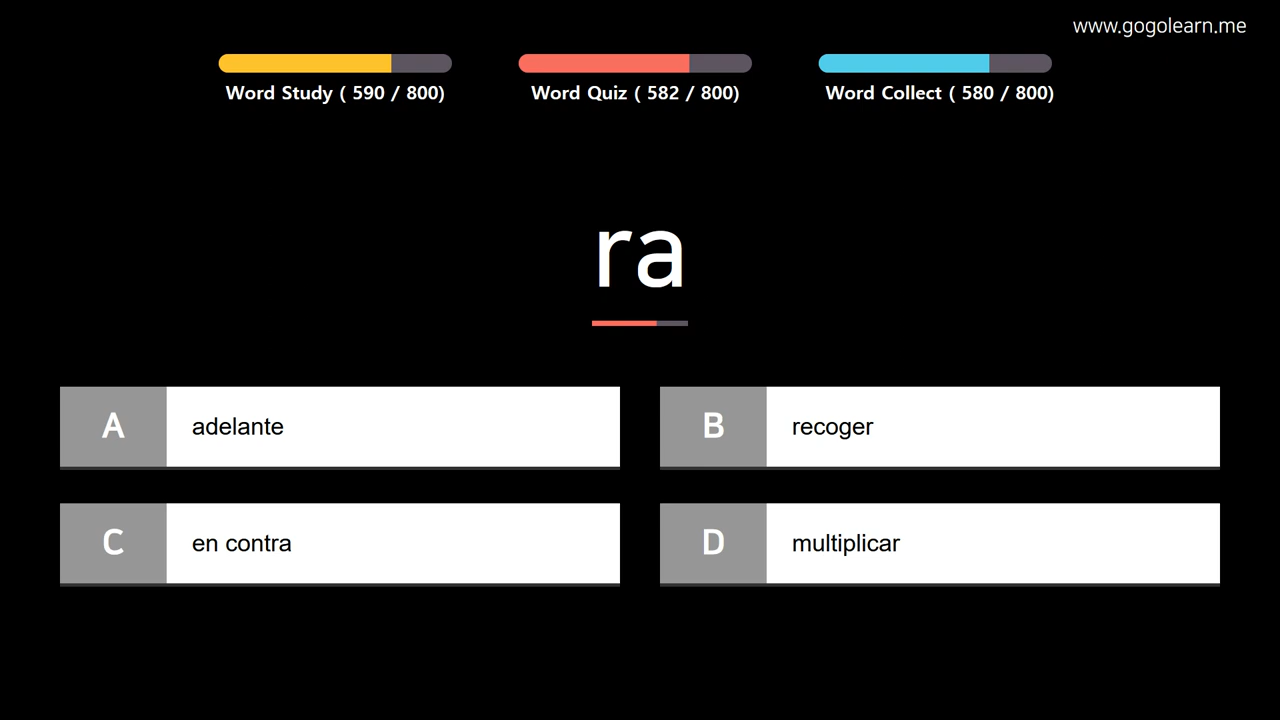 www.gogolearn.me
Word Study ( 590 / 800)
Word Quiz ( 582 / 800)
Word Collect ( 580 / 800)
ra
A
adelante
B
recoger
C
en contra
D
multiplicar